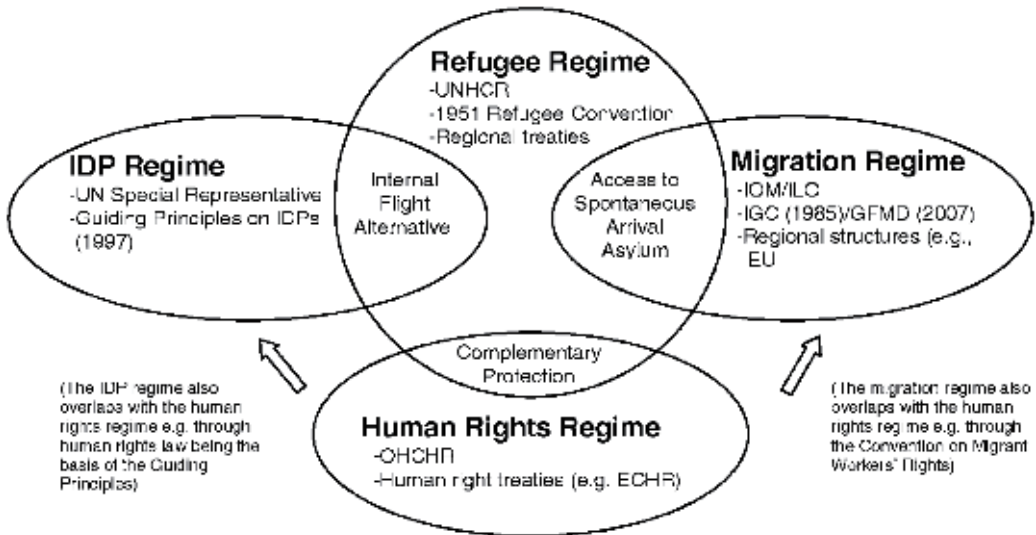 Refugee Regime
-UNHCR
-1951 Refugee Convention
-Regional treaties
IDP Regime
-UN Special Representative
-Guiding Principles on IDPs
(1997)
Internal
Flight
Alternative
Access to
Spontaneous
Arrival
Asylum
Migration Regime
-IOM/ILO
-IGC (1985)/GFMD (2007)
-Regional structures (e.g.,
EU
Complementary
Protection
(The IDP regime also
overlaps with the human
rights regime e.g. through
human rights law being the
basis of the Guiding
Principles)
Human Rights Regime
-OHCHR
-Human right treaties (e.g. ECHR)
(The migration regime also
overlaps with the human
rights regime e.g. through
the Convention on Migrant
Workers' Rights)